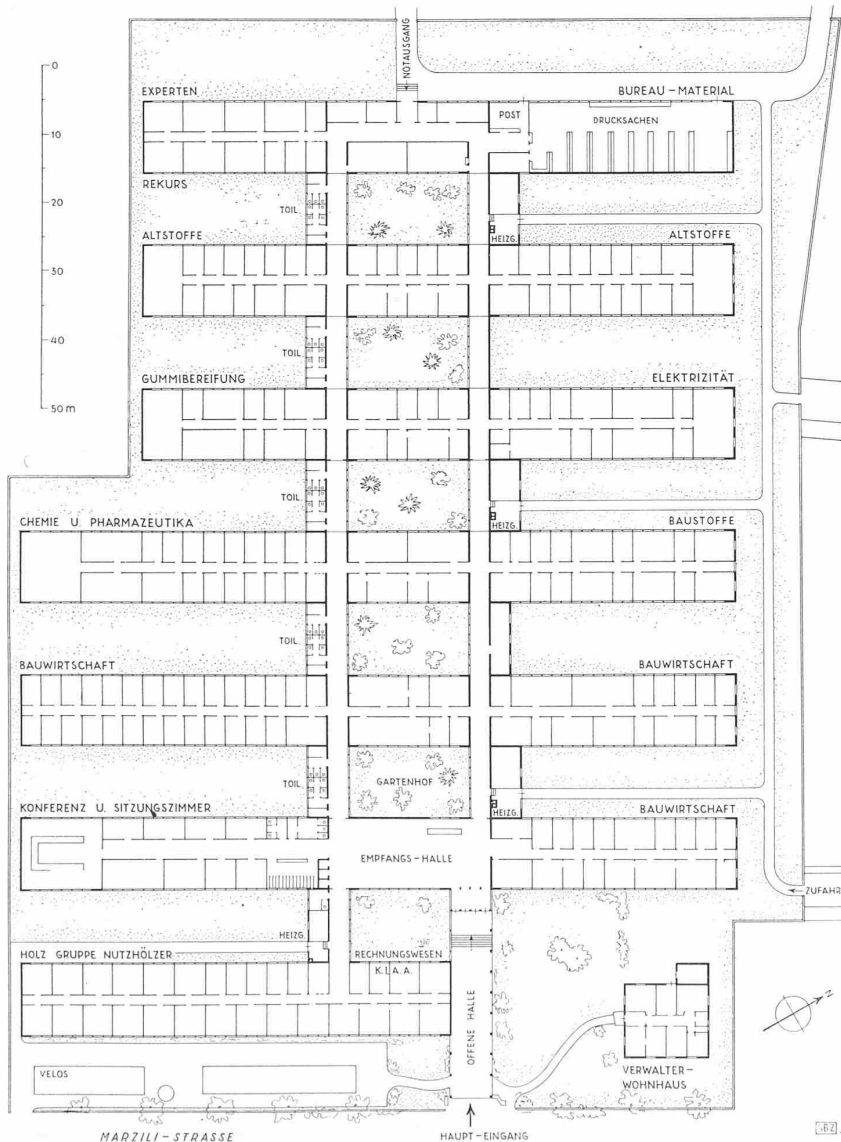 NOTAUSGANG
0
10
20
30
40
50 m
EXPERTEN
BUREAU - MATERIAL
POST
DRUCKSACHEN
REKURS
TOIL.
HEIZG.
ALTSTOFFE
ALTSTOFFE
TOIL.
GUMMIBEREIFUNG
ELEKTRIZITÄT
TOIL.
HEIZG.
CHEMIE U. PHARMAZEUTIKA
BAUSTOFFE
TOIL.
BAUWIRTSCHAFT
BAUWIRTSCHAFT
TOIL.
GARTENHOF
HEIZG.
KONFERENZ U. SITZUNGSZIMMER
BAUWIRTSCHAFT
EMPFANGS-HALLE
ZUFAHR
HEIZG.
HOLZ GRUPPE NUTZHÖLZER
RECHNUNGSWESEN
K.I.A.A.
OFFENE HALLE
N
VELOS
VERWALTER-
WOHNHAUS
MARZILI-STRASSE
HAUPT-EINGANG
SBZ